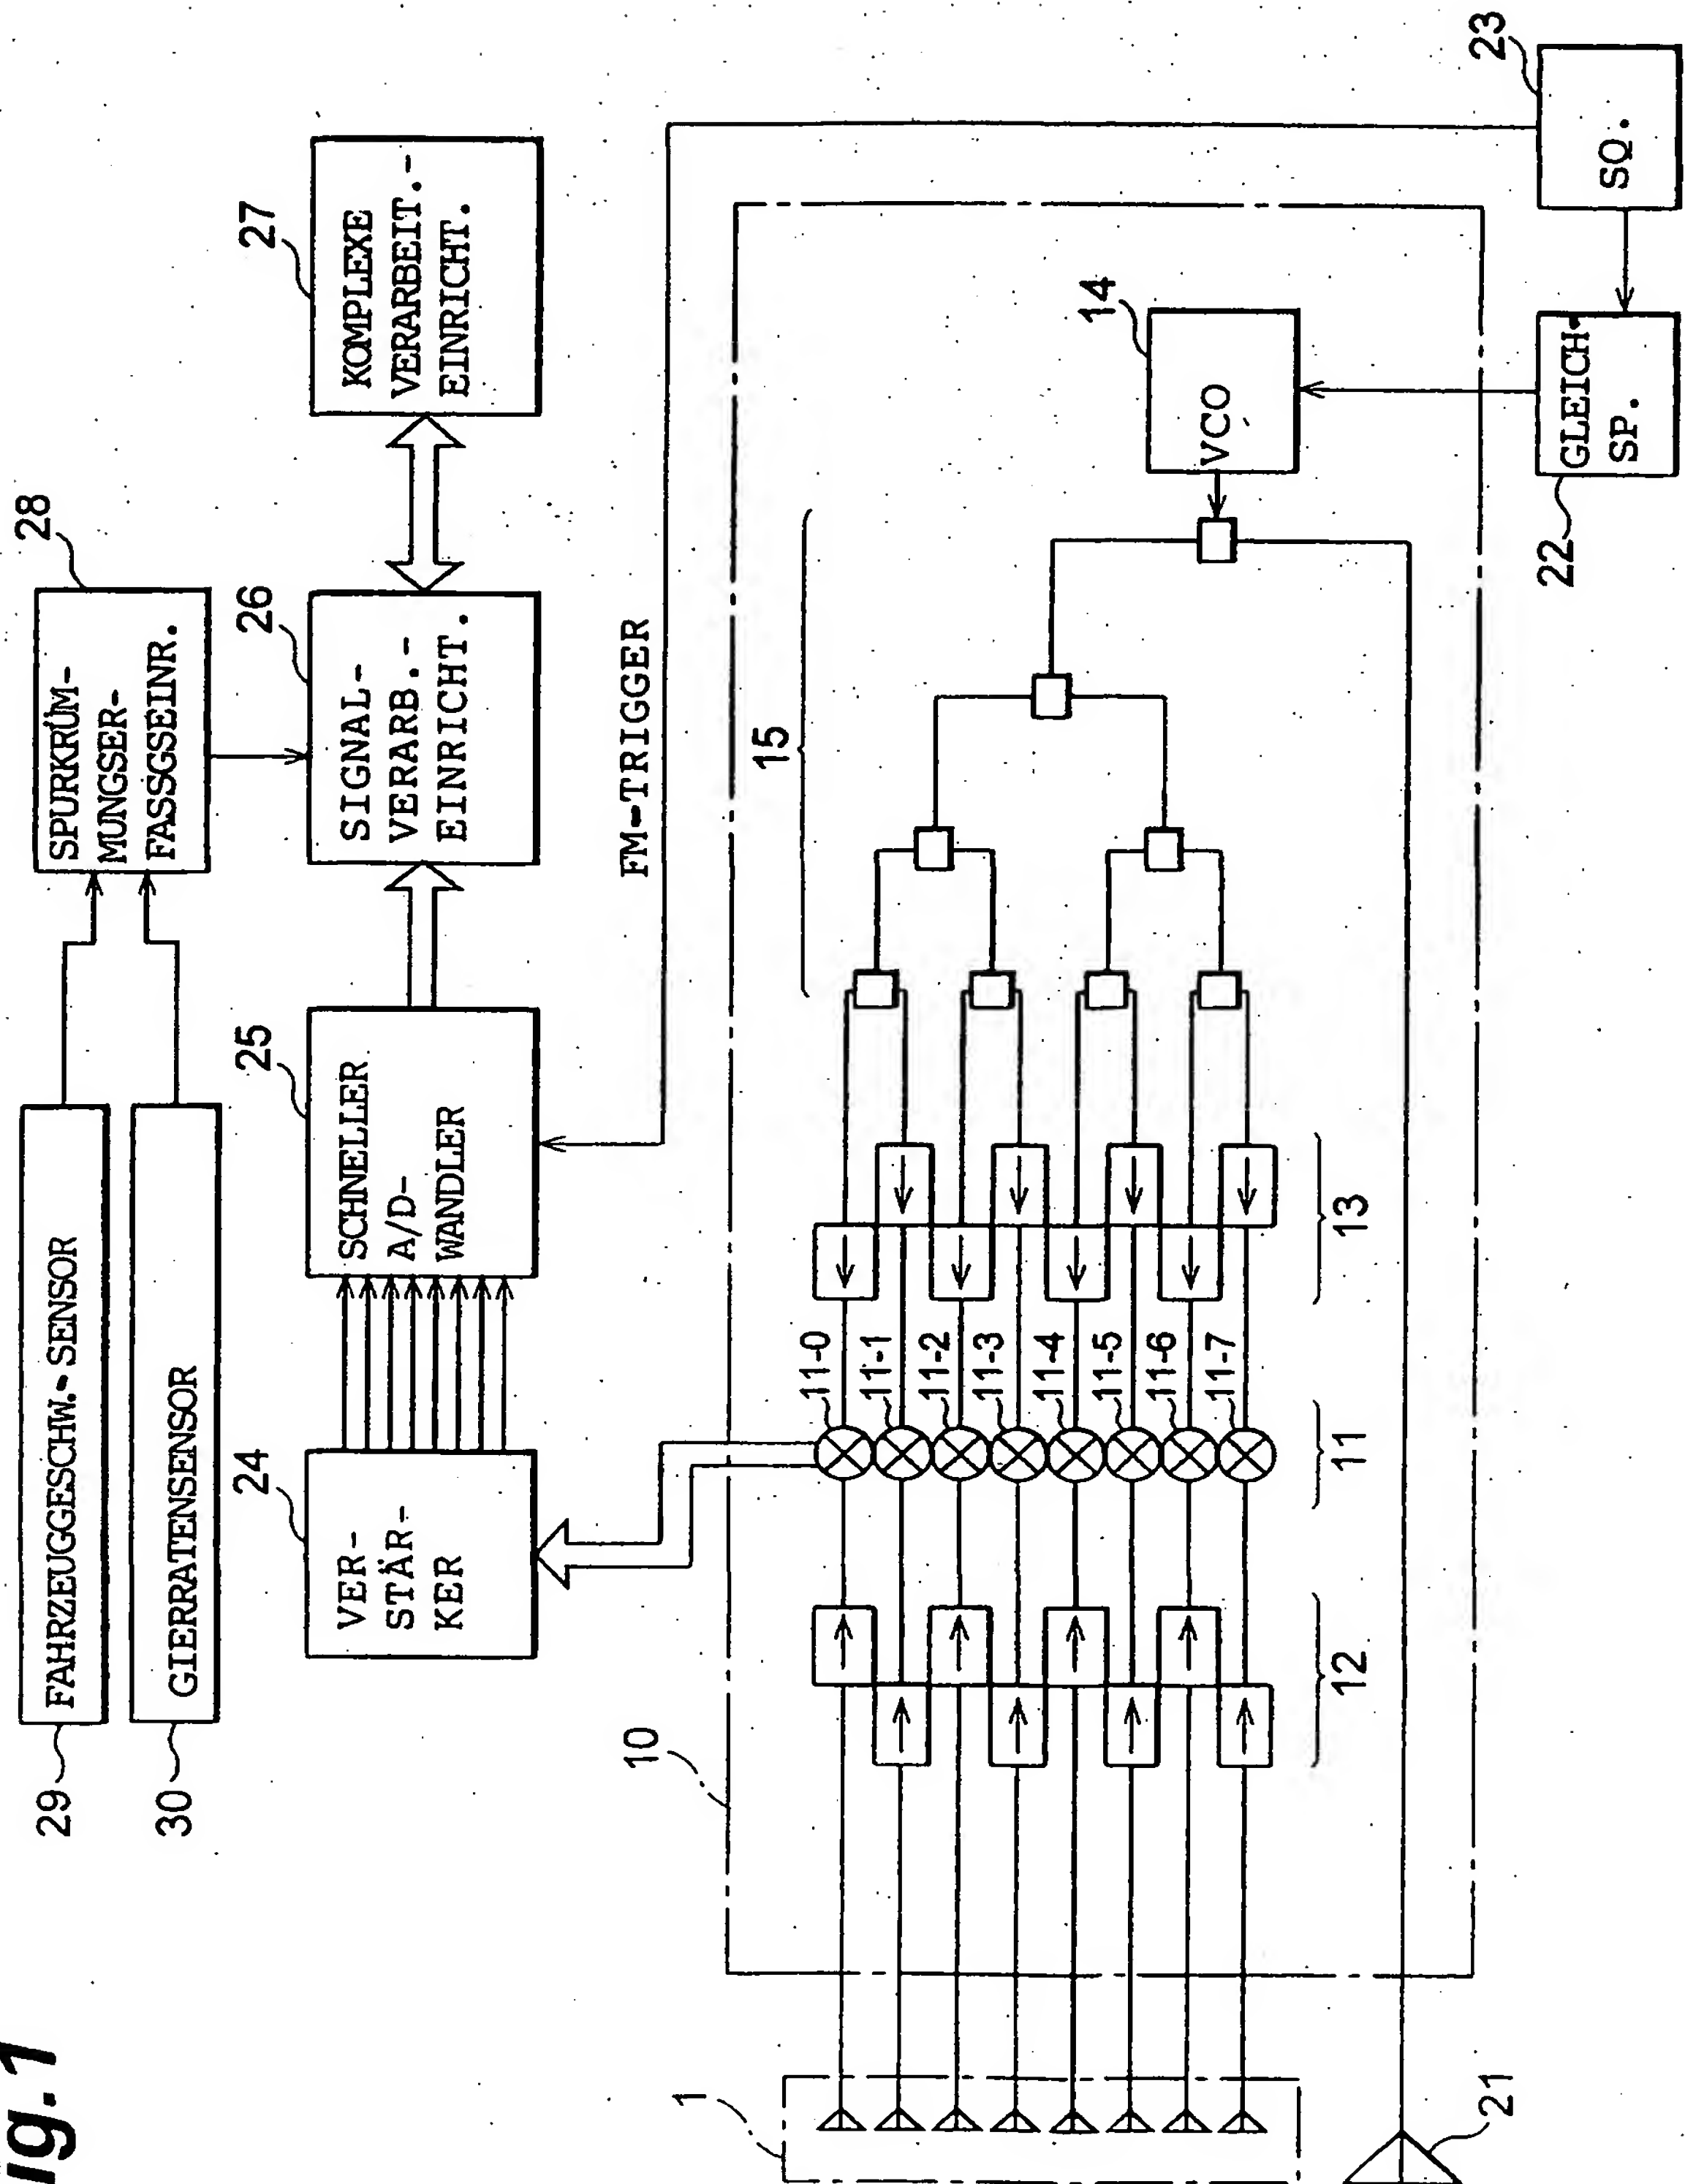 ig.1
29
FAHRZEUGGESCHW.-SENSOR
30
GIERRATENSENSOR
28
SPURKRÜM-
MUNGSER-
FASSGSEINR.
24
VER-
STÄR-
KER
25
SCHNELLER
A/D-
WANDLER
26
SIGNAL-
VERARB.-
EINRICHT.
27
KOMPLEXE
VERARBEIT.-
EINRICHT.
FM-TRIGGER
10
1
15
14
VCO
11-0
11-1
11-2
11-3
11-4
11-5
11-6
11-7
12
11
13
21
22
GLEICH-
SP.
23
SQ.